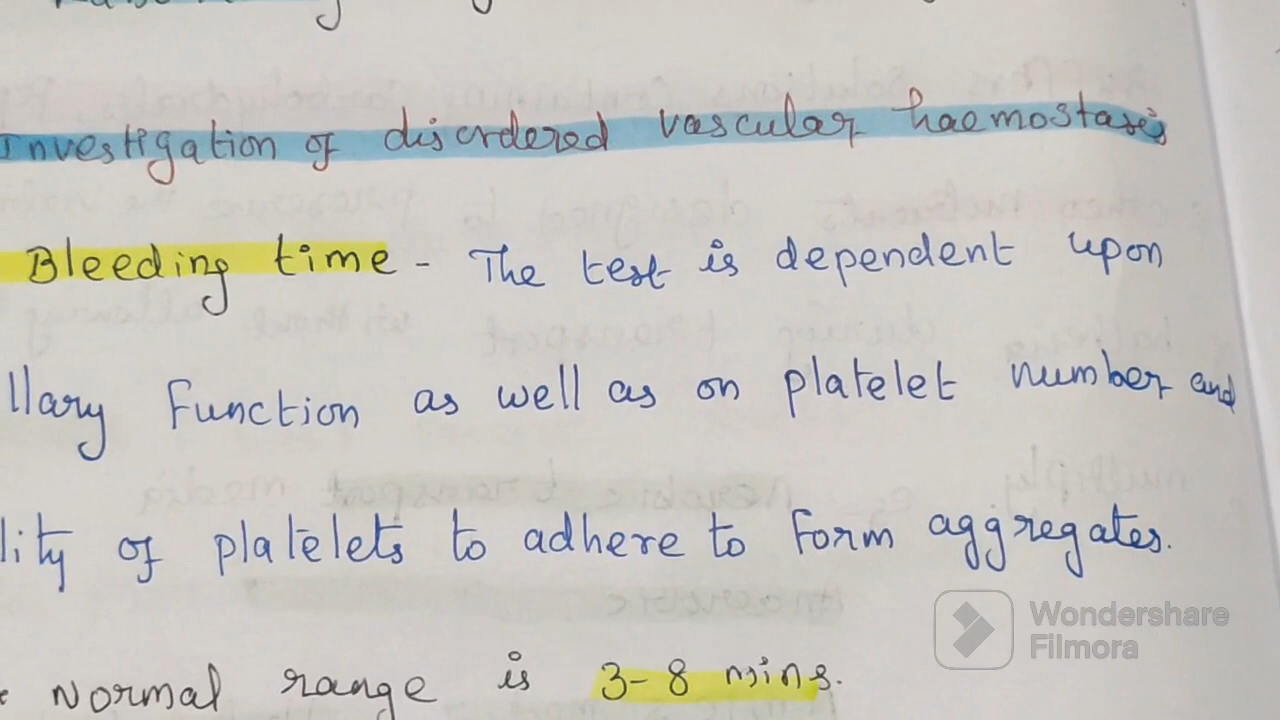 Investigation of disordered vascular haemostasis
Bleeding time - The test is dependent upon
llary Function as well as on platelet number and
lity of platelets to adhere to Form aggregates.
Normal range is 3-8 mins.
Wondershare
Filmora